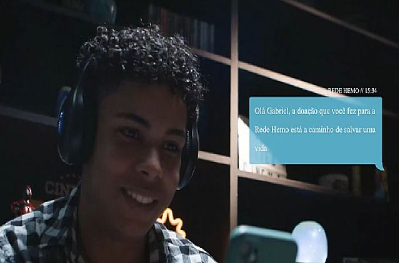 REDE HEMO // 15:34
Olá Gabriel, a doação que você fez para a
Rede Hemo está a caminho de salvar uma
vida.